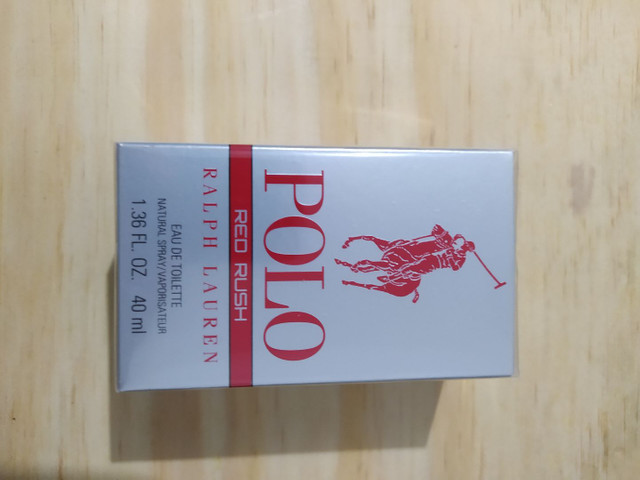 POLO
RED RUSH
RALPH LAUREN
EAU DE TOILETTE
NATURAL SPRAY/VAPORISATEUR
1.36 FL. OZ. 40 ml